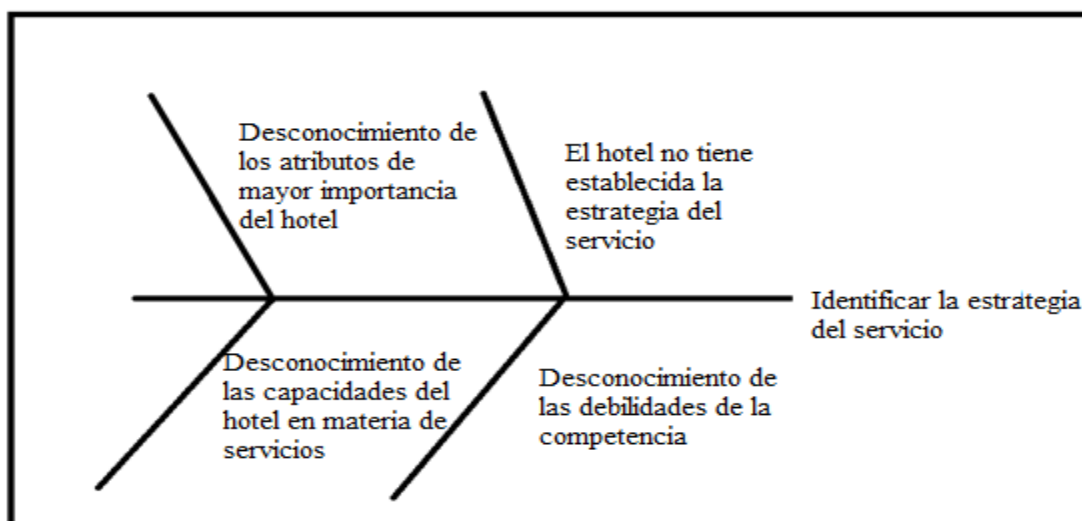 Desconocimiento de
los atributos de
mayor importancia
del hotel
El hotel no tiene
establecida la
estrategia del
servicio
Identificar la estrategia
del servicio
Desconocimiento de
las capacidades del
hotel en materia de
servicios
Desconocimiento de
las debilidades de la
competencia